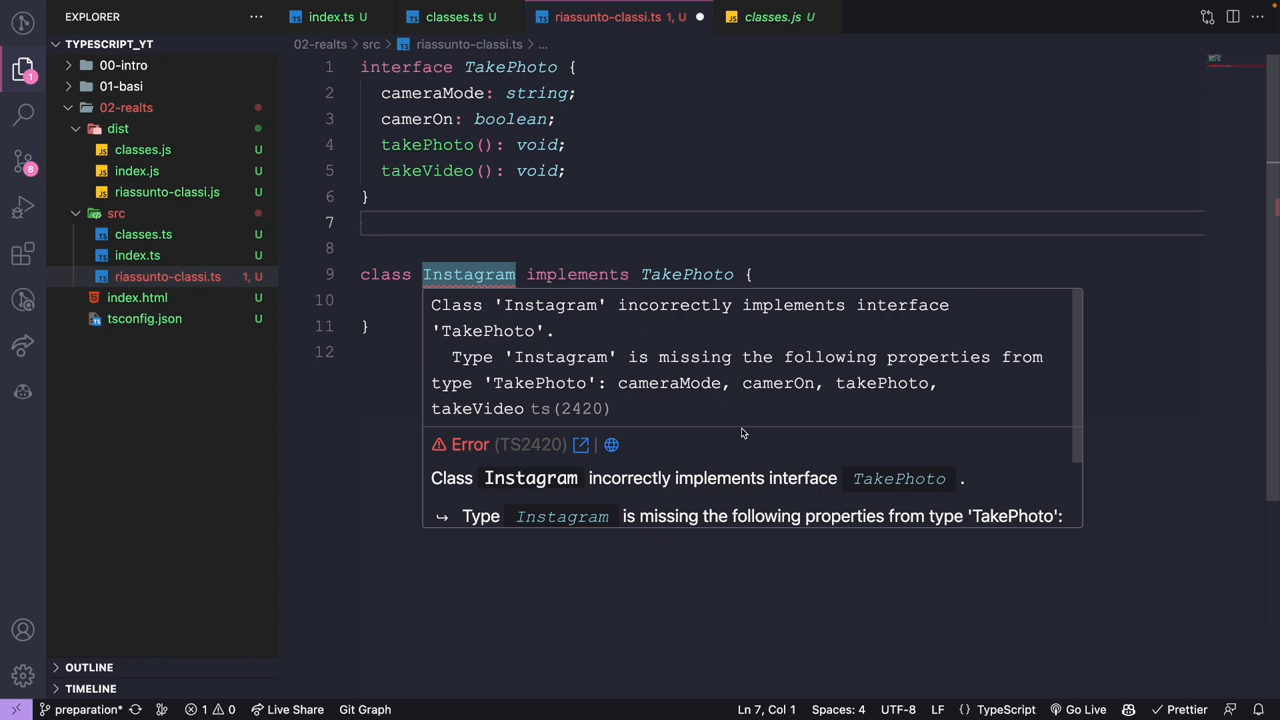 EXPLORER
index.ts U
classes.ts U
riassunto-classi.ts 1, U
classes.js U
TYPESCRIPT_YT
00-intro
01-basi
02-realts
dist
classes.js U
index.js U
riassunto-classi.js U
src
classes.ts U
index.ts U
riassunto-classi.ts 1, U
index.html U
tsconfig.json U
OUTLINE
TIMELINE
1
8
02-realts > src > riassunto-classi.ts > ...
1 interface TakePhoto {
2 cameraMode: string;
3 camerOn: boolean;
4 takePhoto(): void;
5 takeVideo(): void;
6 }
7
8
9 class Instagram implements TakePhoto {
10
11 }
12
Class 'Instagram' incorrectly implements interface
'TakePhoto'.
Type 'Instagram' is missing the following properties from
type 'TakePhoto': cameraMode, camerOn, takePhoto,
takeVideo ts(2420)
Error (TS2420) |
Class Instagram incorrectly implements interface TakePhoto .
↪ Type Instagram is missing the following properties from type 'TakePhoto':
preparation* 1 0 Live Share Git Graph Ln 7, Col 1 Spaces: 4 UTF-8 LF {} TypeScript Go Live Prettier